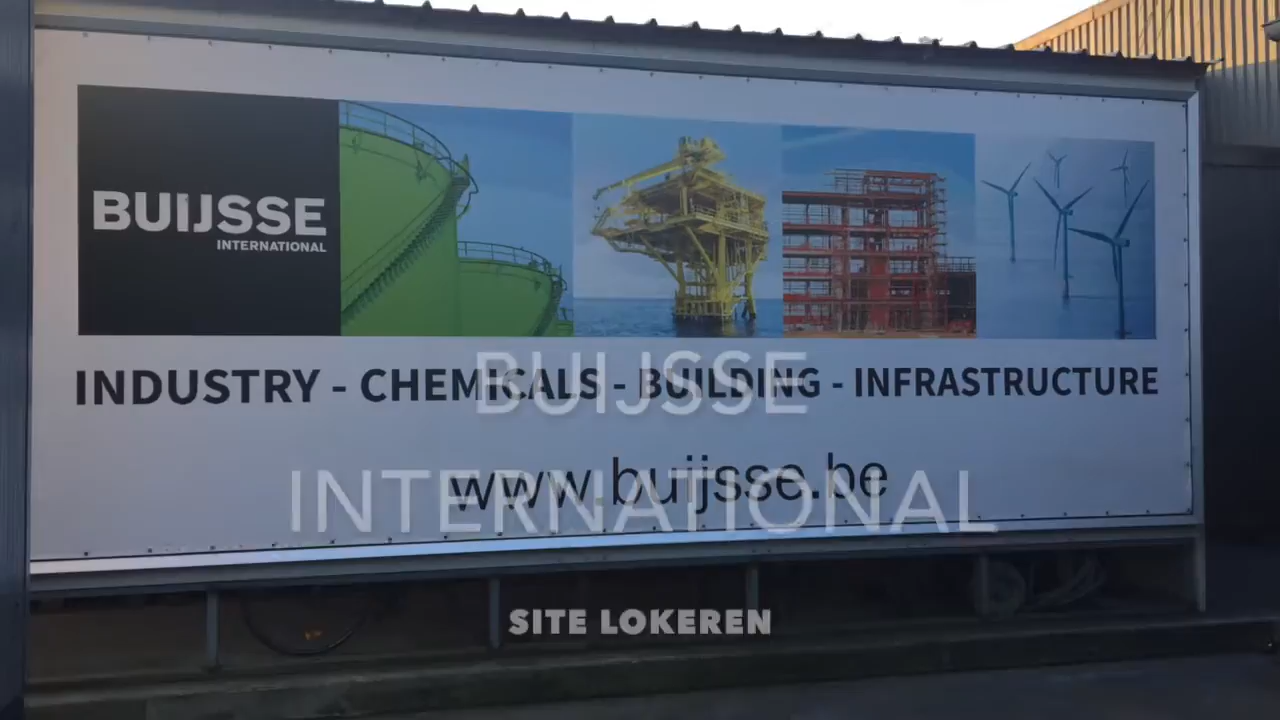 BUIJSSE
INTERNATIONAL
INDUSTRY - CHEMICALS - BUILDING - INFRASTRUCTURE
BUIJSSE
www.buijsse.be
INTERNATIONAL
SITE LOKEREN